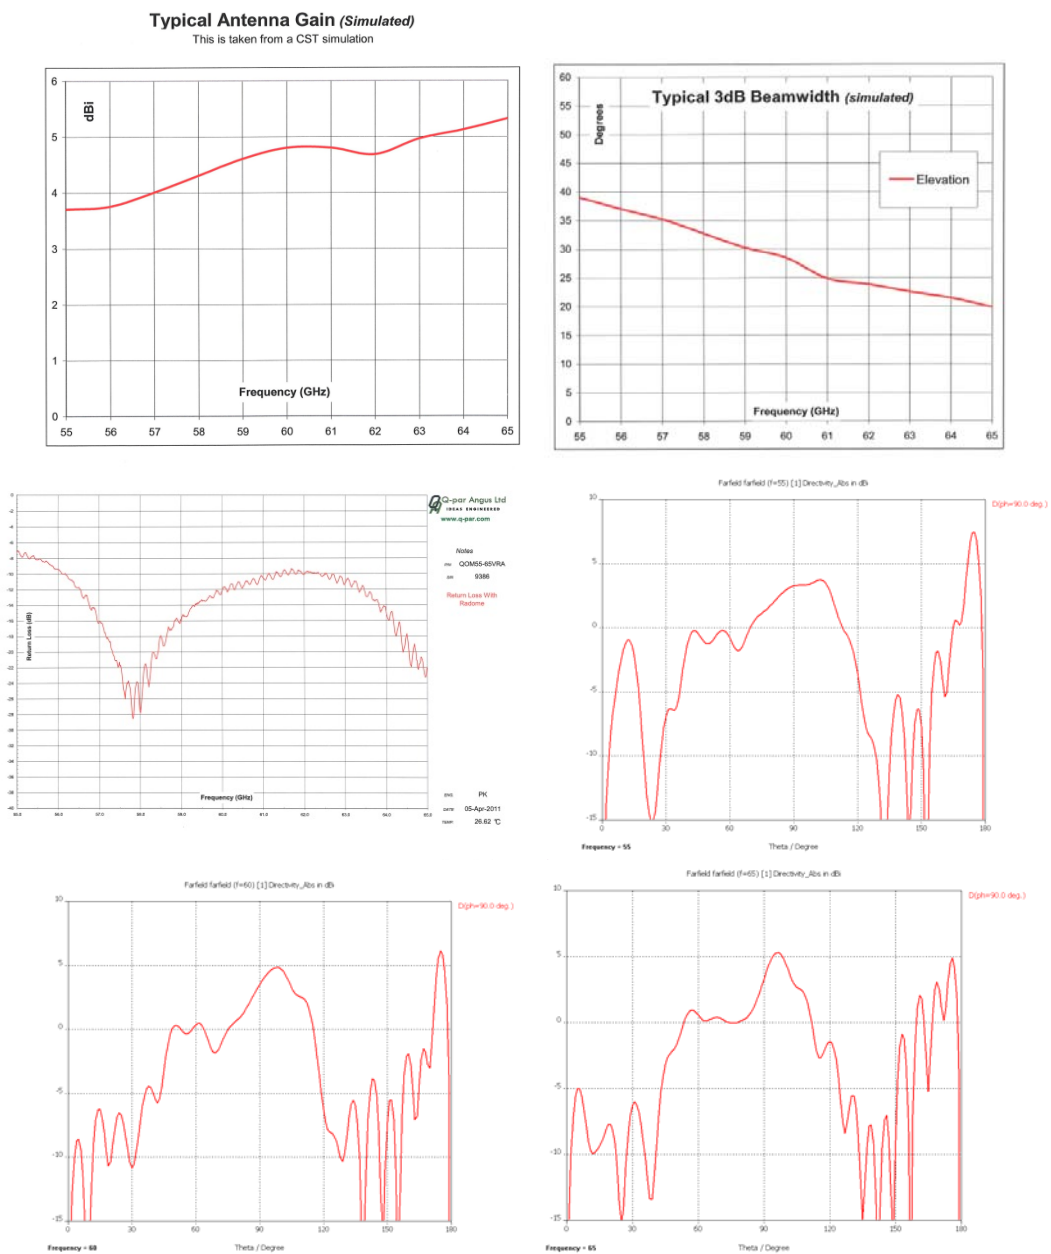 Typical Antenna Gain (Simulated)
This is taken from a CST simulation
6
dBi
5
4
3
2
1
Frequency (GHz)
0
55 56 57 58 59 60 61 62 63 64 65
60
Typical 3dB Beamwidth (simulated)
55
Degrees
50
45
Elevation
40
35
30
25
20
15
10
5
Frequency (GHz)
0
55 56 57 58 59 60 61 62 63 64 65
Q-par Angus Ltd
IDEAS ENGINEERED
www.q-par.com
Notes
QOM55-65VRA
9386
Return Loss With
Radome
Return Loss (dB)
Frequency (GHz)
PK
DATE 05-Apr-2011
26.62 °C
Farfield farfield (f=55) [1] Directivity_Abs in dBi
10
D(ph=90.0 deg.)
5
0
-5
-10
-15
0 30 60 90 120 150 180
Frequency = 55
Theta / Degree
Farfield farfield (f=60) [1] Directivity_Abs in dBi
10
D(ph=90.0 deg.)
5
0
-5
-10
-15
0 30 60 90 120 150 180
Frequency = 60
Theta / Degree
Farfield farfield (f=65) [1] Directivity_Abs in dBi
10
D(ph=90.0 deg.)
5
0
-5
-10
-15
0 30 60 90 120 150 180
Frequency = 65
Theta / Degree